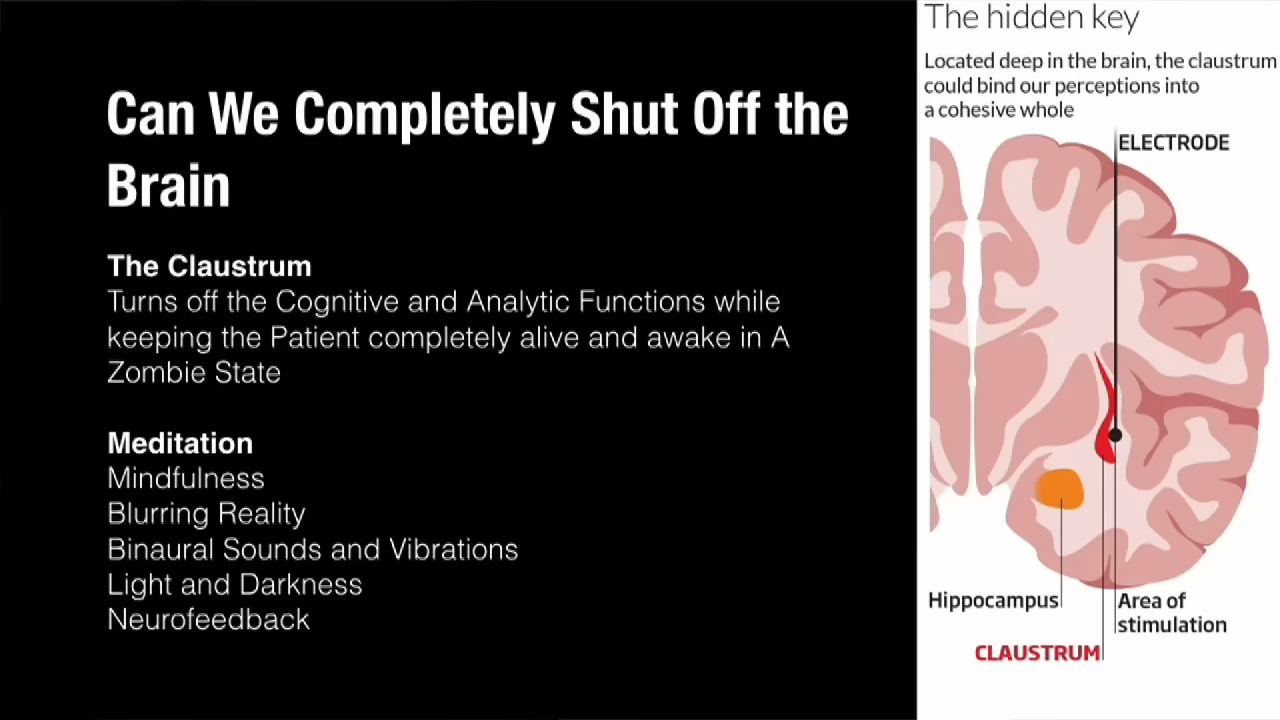 Can We Completely Shut Off the
Brain
The Claustrum
Turns off the Cognitive and Analytic Functions while
keeping the Patient completely alive and awake in A
Zombie State
Meditation
Mindfulness
Blurring Reality
Binaural Sounds and Vibrations
Light and Darkness
Neurofeedback
The hidden key
Located deep in the brain, the claustrum
could bind our perceptions into
a cohesive whole
ELECTRODE
Hippocampus
Area of
stimulation
CLAUSTRUM